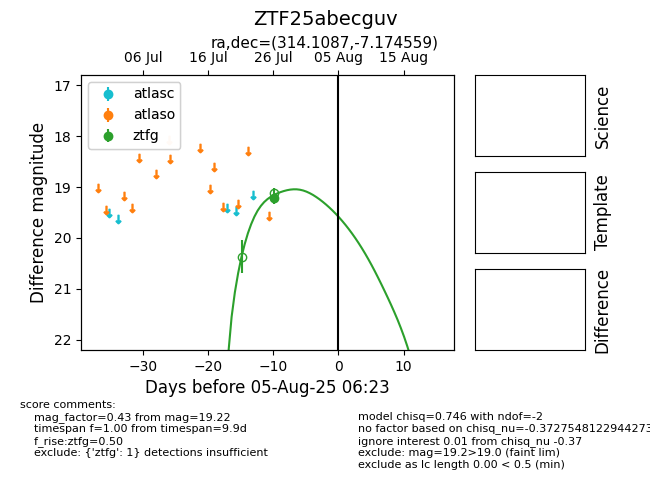 ZTF25abecguv
ra,dec=(314.1087,-7.174559)
06 Jul 16 Jul 26 Jul 05 Aug 15 Aug
17
18
19
20
21
22
Difference magnitude
atlasc
atlaso
ztfg
−30 −20 −10 0 10
Days before 05-Aug-25 06:23
Science
Template
Difference
score comments:
mag_factor=0.43 from mag=19.22
timespan f=1.00 from timespan=9.9d
f_rise:ztfg=0.50
exclude: {'ztfg': 1} detections insufficient
model chisq=0.746 with ndof=-2
no factor based on chisq_nu=-0.3727548122944273
ignore interest 0.01 from chisq_nu -0.37
exclude: mag=19.2>19.0 (faint lim)
exclude as lc length 0.00 < 0.5 (min)